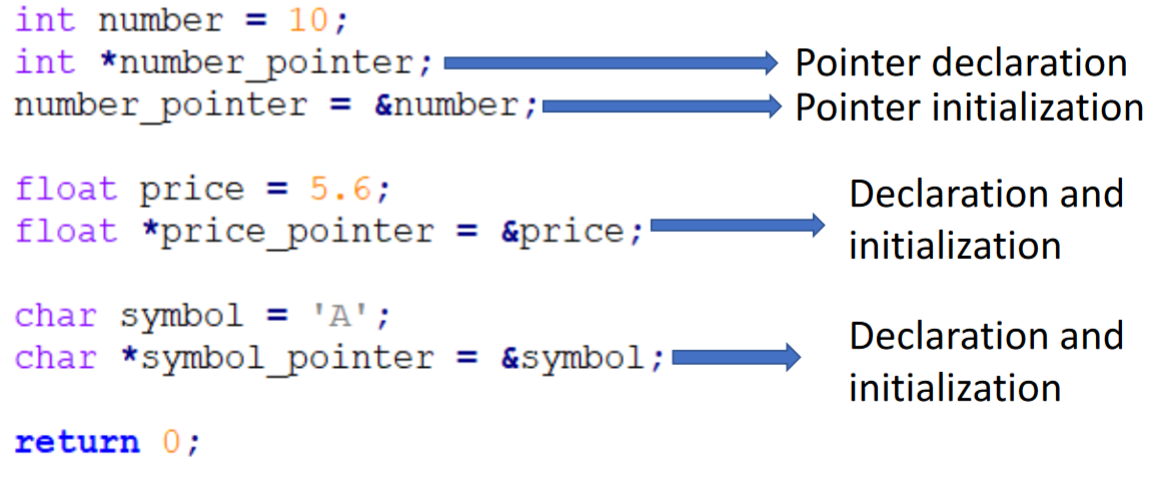 int number = 10;
int *number_pointer; Pointer declaration
number_pointer = &number; Pointer initialization
float price = 5.6;
float *price_pointer = &price; Declaration and
initialization
char symbol = 'A';
char *symbol_pointer = &symbol; Declaration and
initialization
return 0;